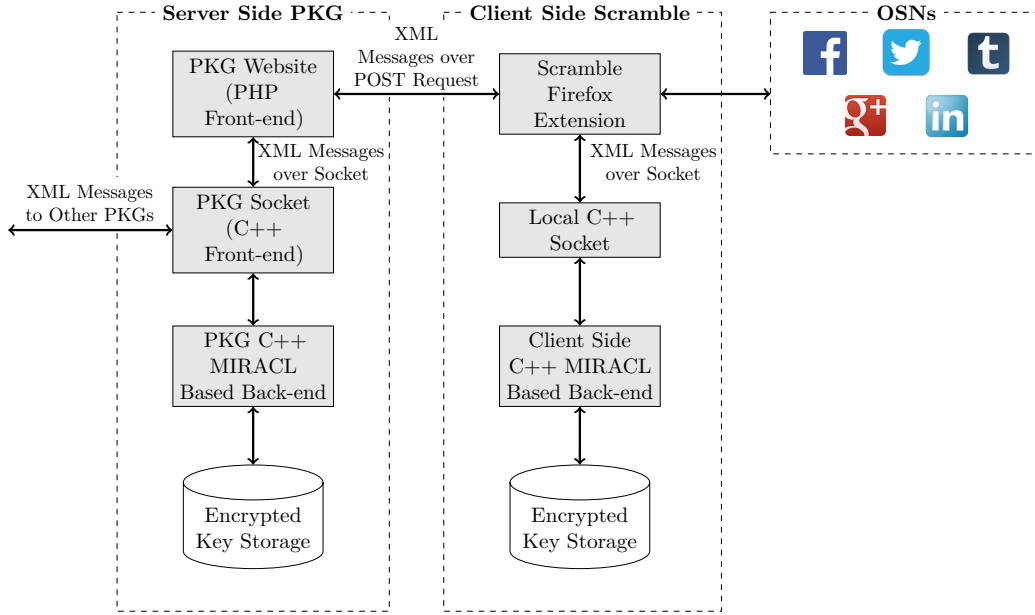 Server Side PKG
Client Side Scramble
OSNs
PKG Website
(PHP
Front-end)
XML
Messages over
POST Request
Scramble
Firefox
Extension
f
t
g+
in
XML Messages
over Socket
XML Messages
over Socket
XML Messages
to Other PKGs
PKG Socket
(C++
Front-end)
Local C++
Socket
PKG C++
MIRACL
Based Back-end
Client Side
C++ MIRACL
Based Back-end
Encrypted
Key Storage
Encrypted
Key Storage